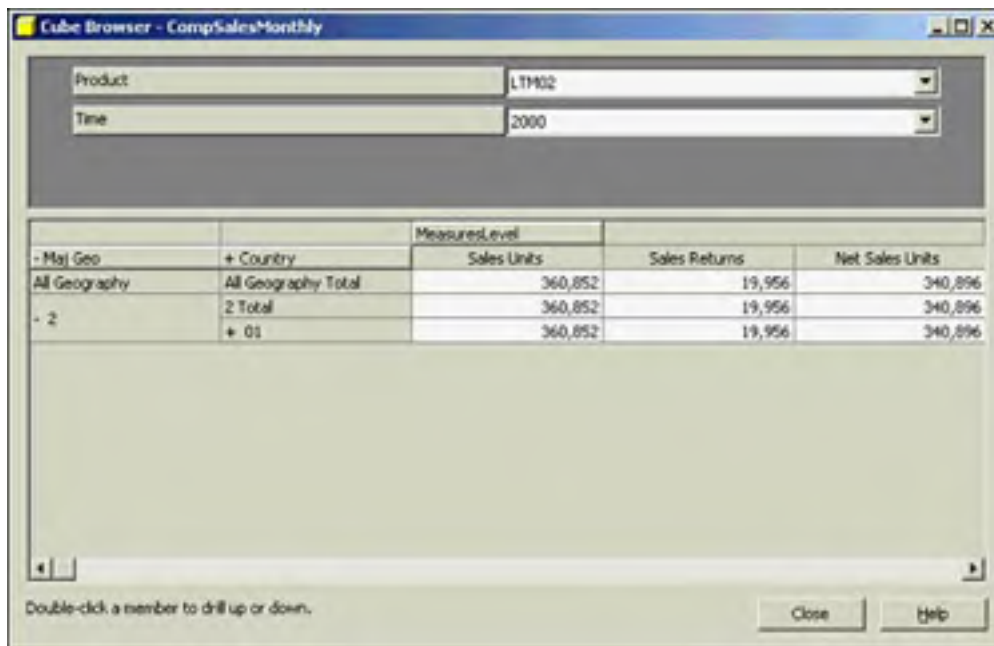 Cube Browser - CompSalesMonthly
Product LTM02
Time 2000
MeasuresLevel
- Maj Geo + Country Sales Units Sales Returns Net Sales Units
All Geography All Geography Total 360,852 19,956 340,896
- 2 2 Total 360,852 19,956 340,896
+ 01 360,852 19,956 340,896
Double-click a member to drill up or down.
Close Help